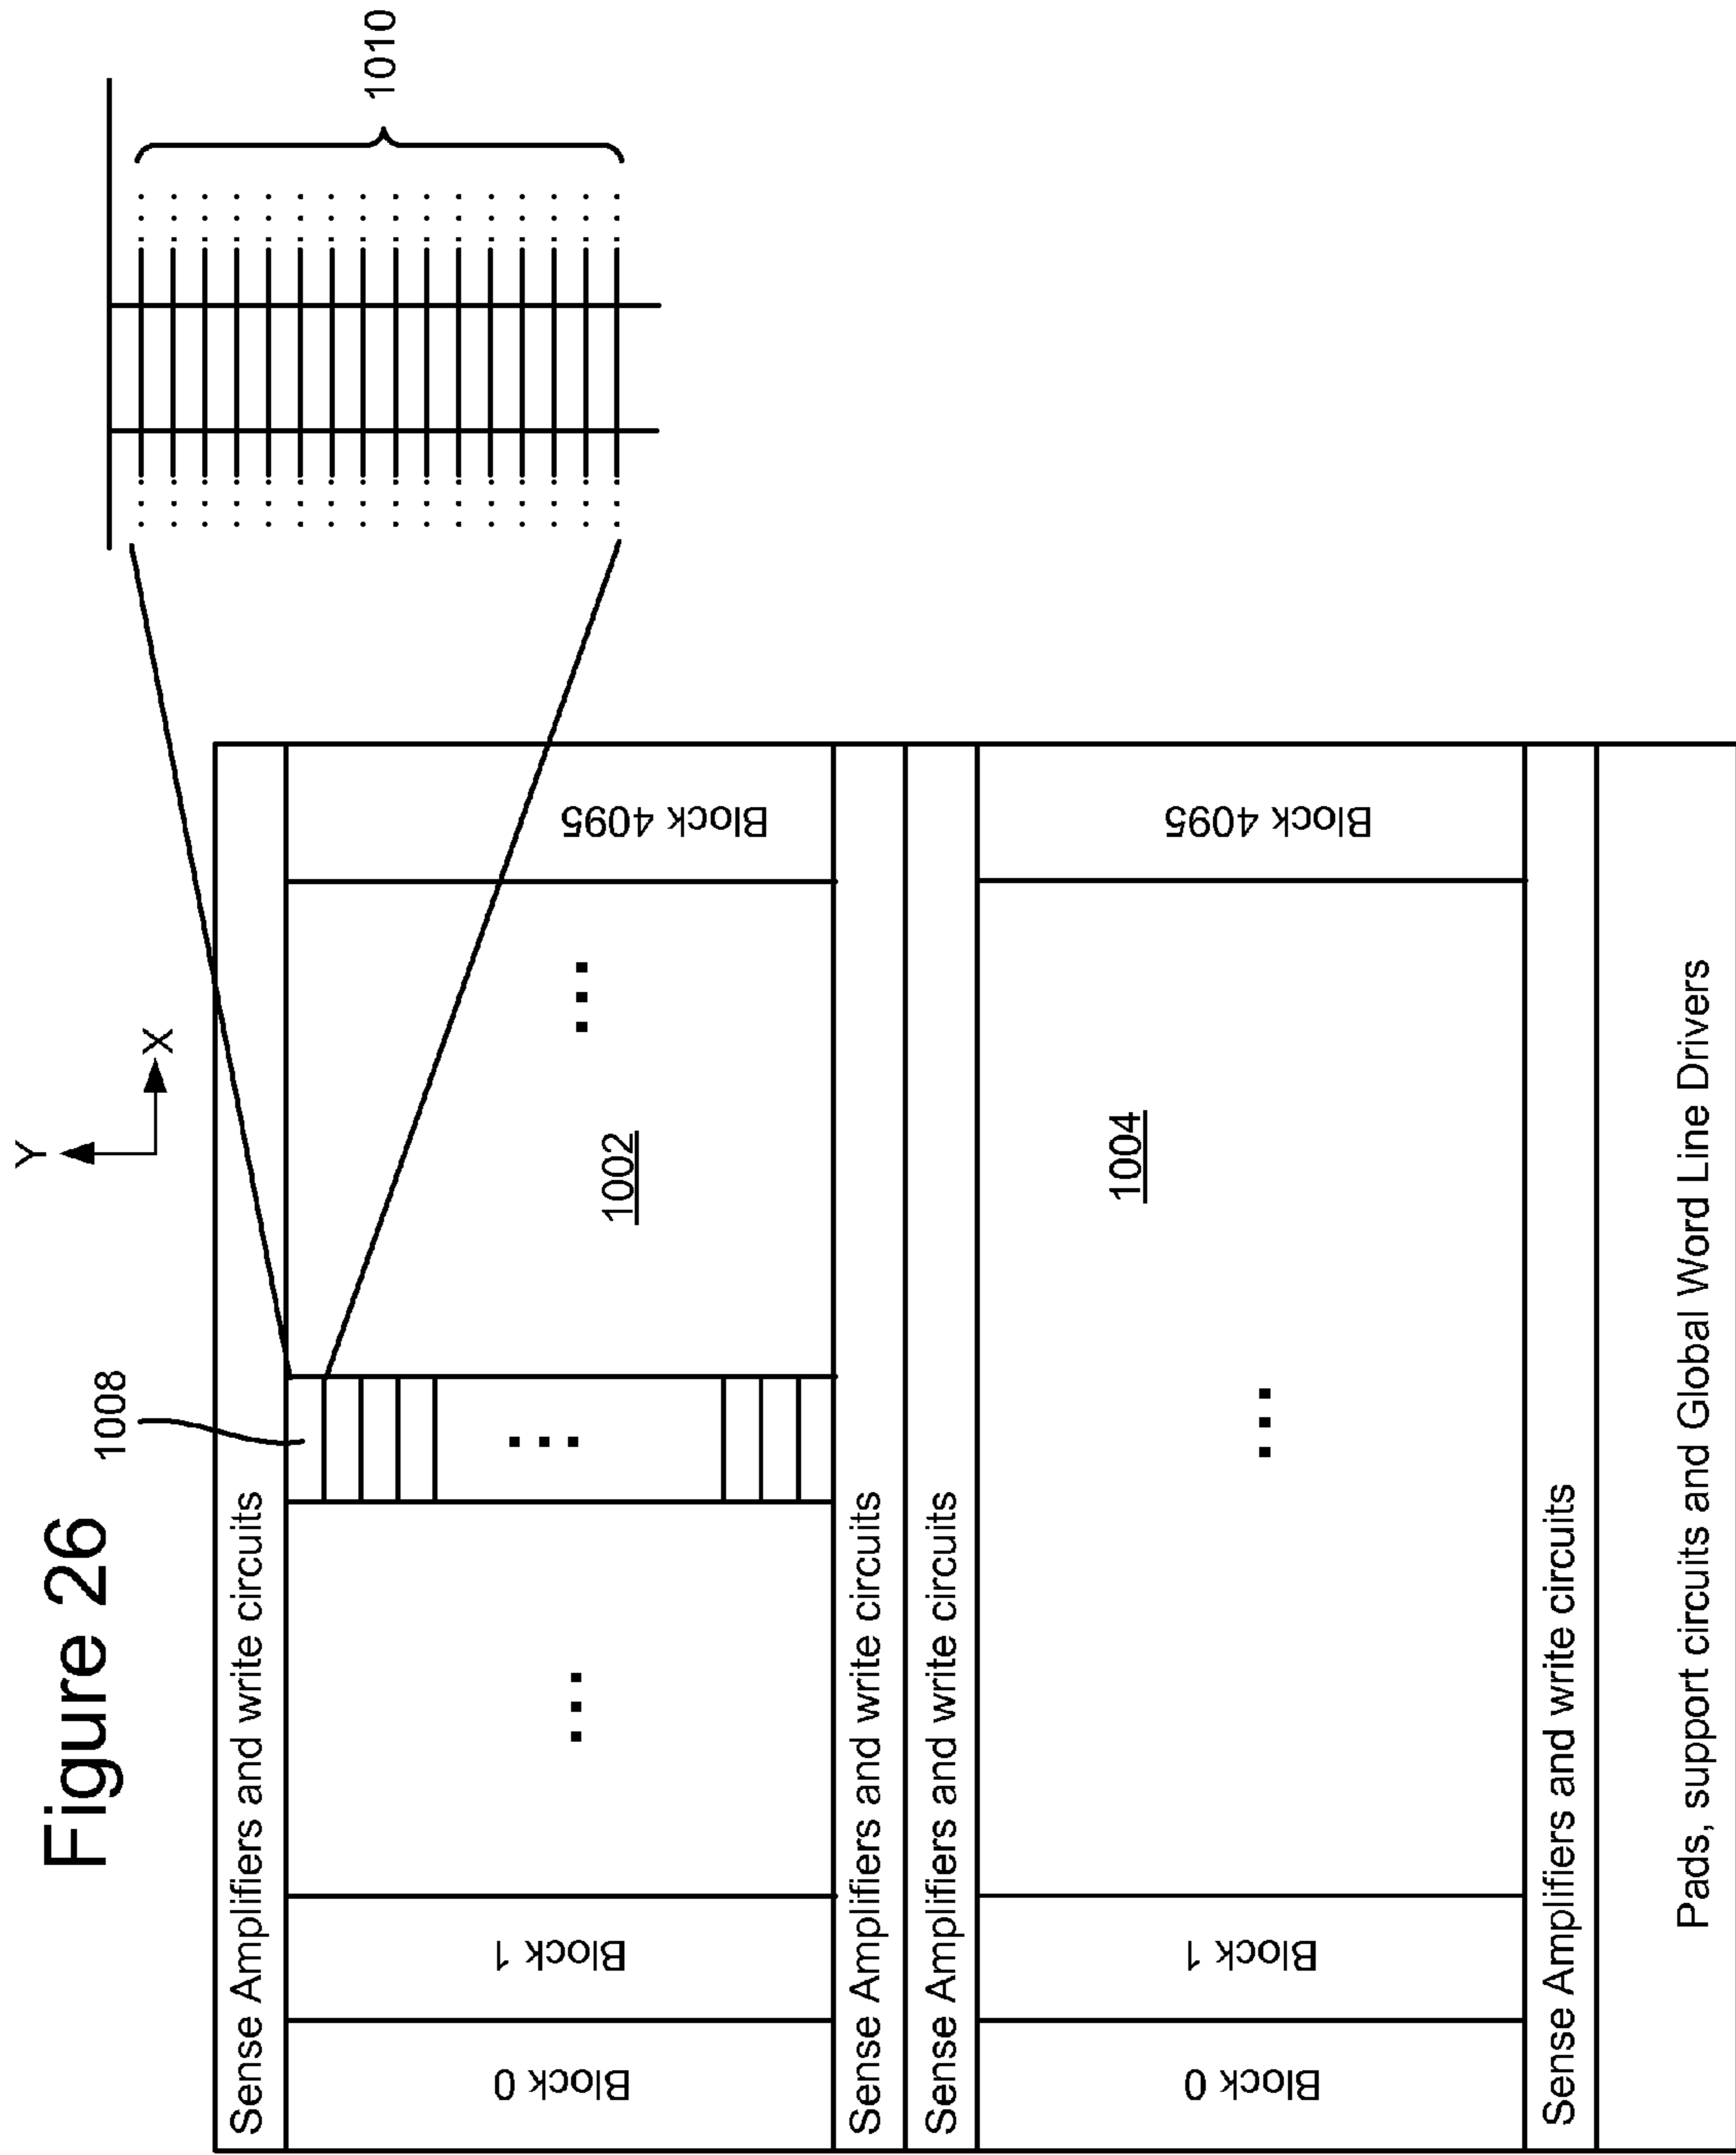 Figure 26
Y
X
1008
1010
Sense Amplifiers and write circuits
Block 0
Block 1
...
...
...
1002
Block 4095
Sense Amplifiers and write circuits
Sense Amplifiers and write circuits
Block 0
Block 1
...
1004
Block 4095
Sense Amplifiers and write circuits
Pads, support circuits and Global Word Line Drivers